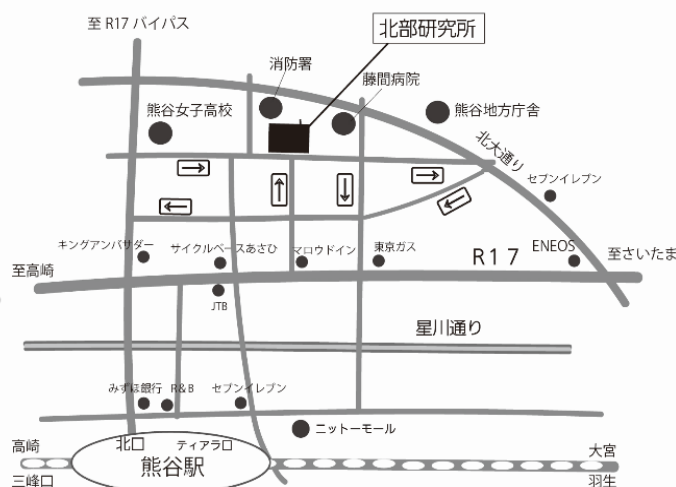 至 R17 バイパス
北部研究所
消防署
藤間病院
熊谷女子高校
熊谷地方庁舎
北大通り
セブンイレブン
キングアンバサダー
サイクルベースあさひ
マロウドイン
東京ガス
R17
ENEOS
至さいたま
至高崎
JTB
星川通り
みずほ銀行
R&B
セブンイレブン
ニットーモール
北口
ティアラ口
熊谷駅
高崎
三峰口
大宮
羽生